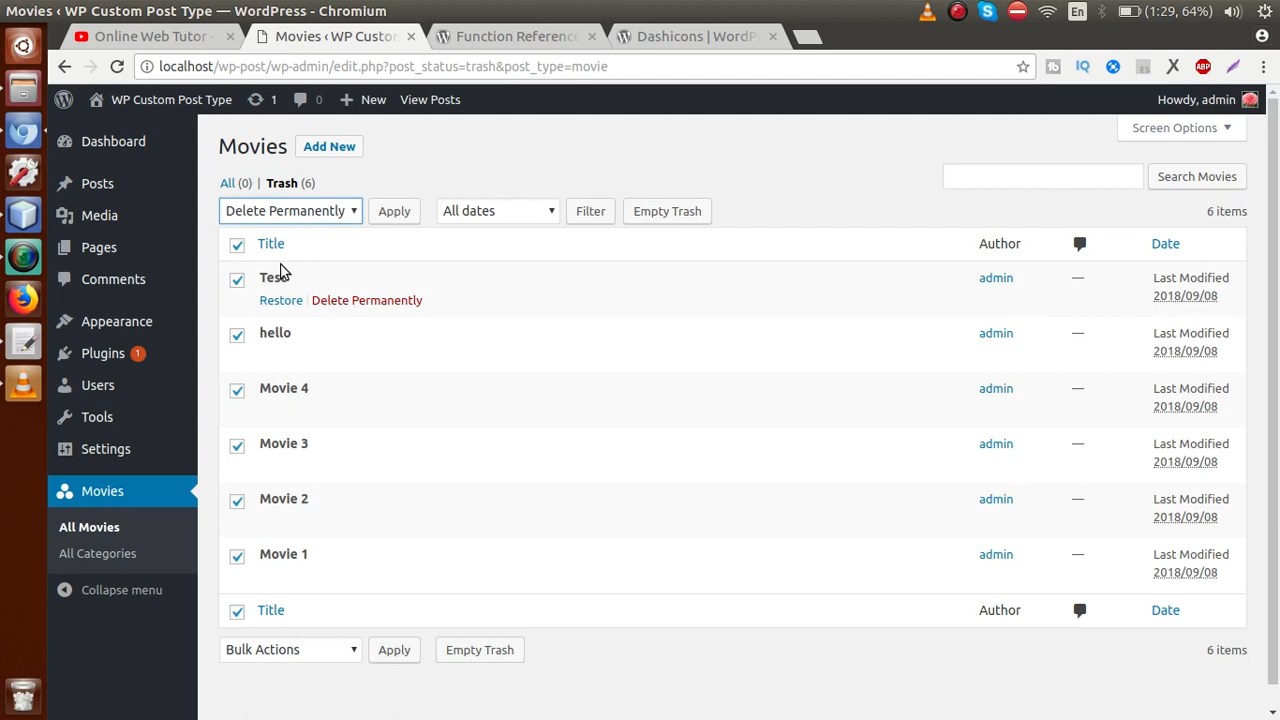 Movies ‹ WP Custom Post Type — WordPress - Chromium
En
(1:29, 64%)
Online Web Tutor -
Movies ‹ WP Custo
Function Reference
Dashicons | WordP
localhost/wp-post/wp-admin/edit.php?post_status=trash&post_type=movie
WP Custom Post Type
1
0
New
View Posts
Howdy, admin
Screen Options
Dashboard
Posts
Media
Pages
Comments
Appearance
Plugins 1
Users
Tools
Settings
Movies
All Movies
All Categories
Collapse menu
Movies
Add New
All (0) | Trash (6)
Search Movies
Delete Permanently
Apply
All dates
Filter
Empty Trash
6 items
Title
Author
Date
admin
—
Last Modified
2018/09/08
Restore | Delete Permanently
hello
admin
—
Last Modified
2018/09/08
Movie 4
admin
—
Last Modified
2018/09/08
Movie 3
admin
—
Last Modified
2018/09/08
Movie 2
admin
—
Last Modified
2018/09/08
Movie 1
admin
—
Last Modified
2018/09/08
Title
Author
Date
Bulk Actions
Apply
Empty Trash
6 items